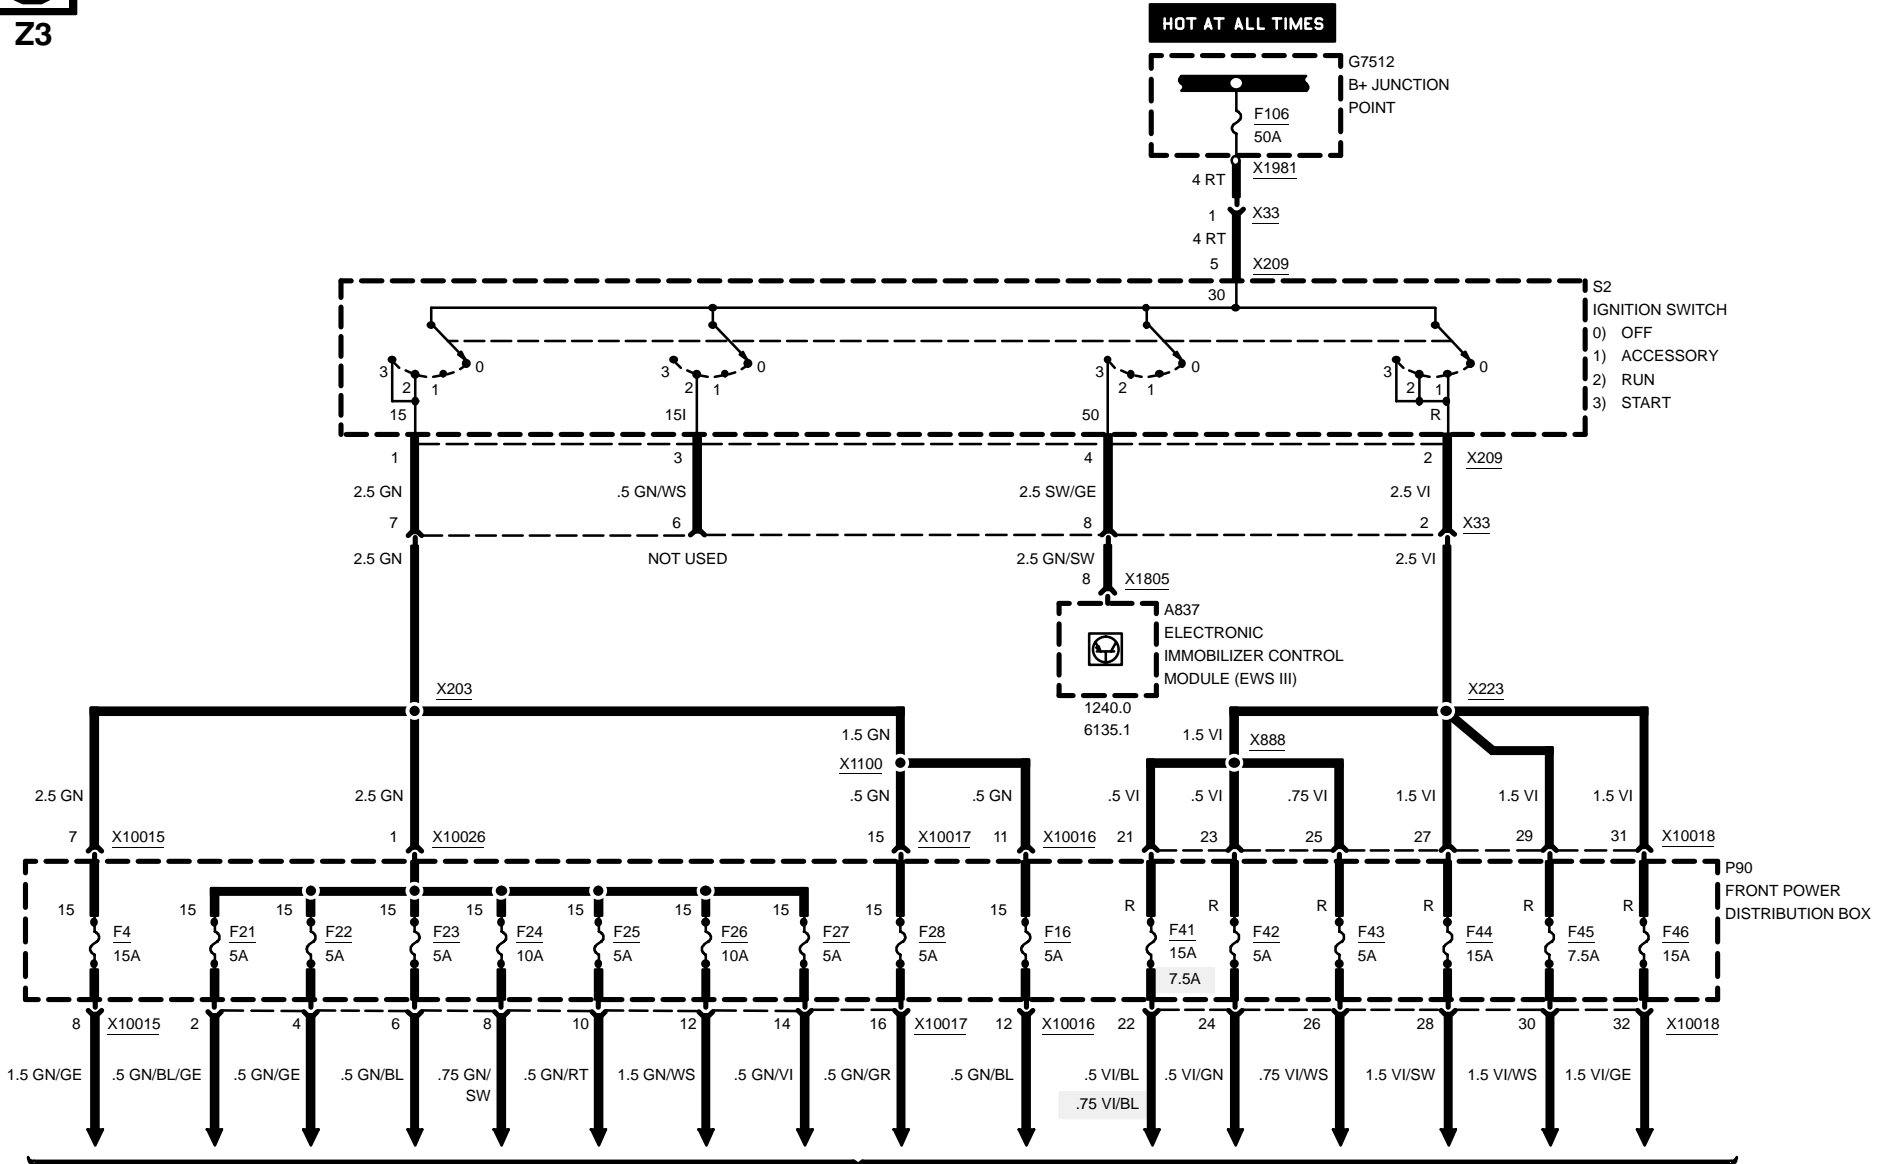 Z3
HOT AT ALL TIMES
G7512
B+ JUNCTION
POINT
F106
50A
X1981
4 RT
1 X33
4 RT
5 X209
30
S2
IGNITION SWITCH
0) OFF
1) ACCESSORY
2) RUN
3) START
3 2 1 0
3 2 1 0
3 2 1 0
3 2 1 0
15 15I 50 R
1 3 4 2 X209
2.5 GN .5 GN/WS 2.5 SW/GE 2.5 VI
7 6 8 2 X33
2.5 GN NOT USED 2.5 GN/SW 2.5 VI
8 X1805
A837
ELECTRONIC
IMMOBILIZER CONTROL
MODULE (EWS III)
1240.0
6135.1
X203 X223
1.5 GN 1.5 VI X888
X1100
2.5 GN 2.5 GN .5 GN .5 GN .5 VI .5 VI .75 VI 1.5 VI 1.5 VI 1.5 VI
7 X10015 1 X10026 15 X10017 11 X10016 21 23 25 27 29 31 X10018
P90
FRONT POWER
DISTRIBUTION BOX
15 15 15 15 15 15 15 15 15 15 R R R R R R
F4 F21 F22 F23 F24 F25 F26 F27 F28 F16 F41 F42 F43 F44 F45 F46
15A 5A 5A 5A 10A 5A 10A 5A 5A 5A 15A 5A 5A 15A 7.5A 15A
7.5A
8 X10015 2 4 6 8 10 12 14 16 X10017 12 X10016 22 24 26 28 30 32 X10018
1.5 GN/GE .5 GN/BL/GE .5 GN/GE .5 GN/BL .75 GN/ .5 GN/RT 1.5 GN/WS .5 GN/VI .5 GN/GR .5 GN/BL .5 VI/BL .5 VI/GN .75 VI/WS 1.5 VI/SW 1.5 VI/WS 1.5 VI/GE
SW
.75 VI/BL